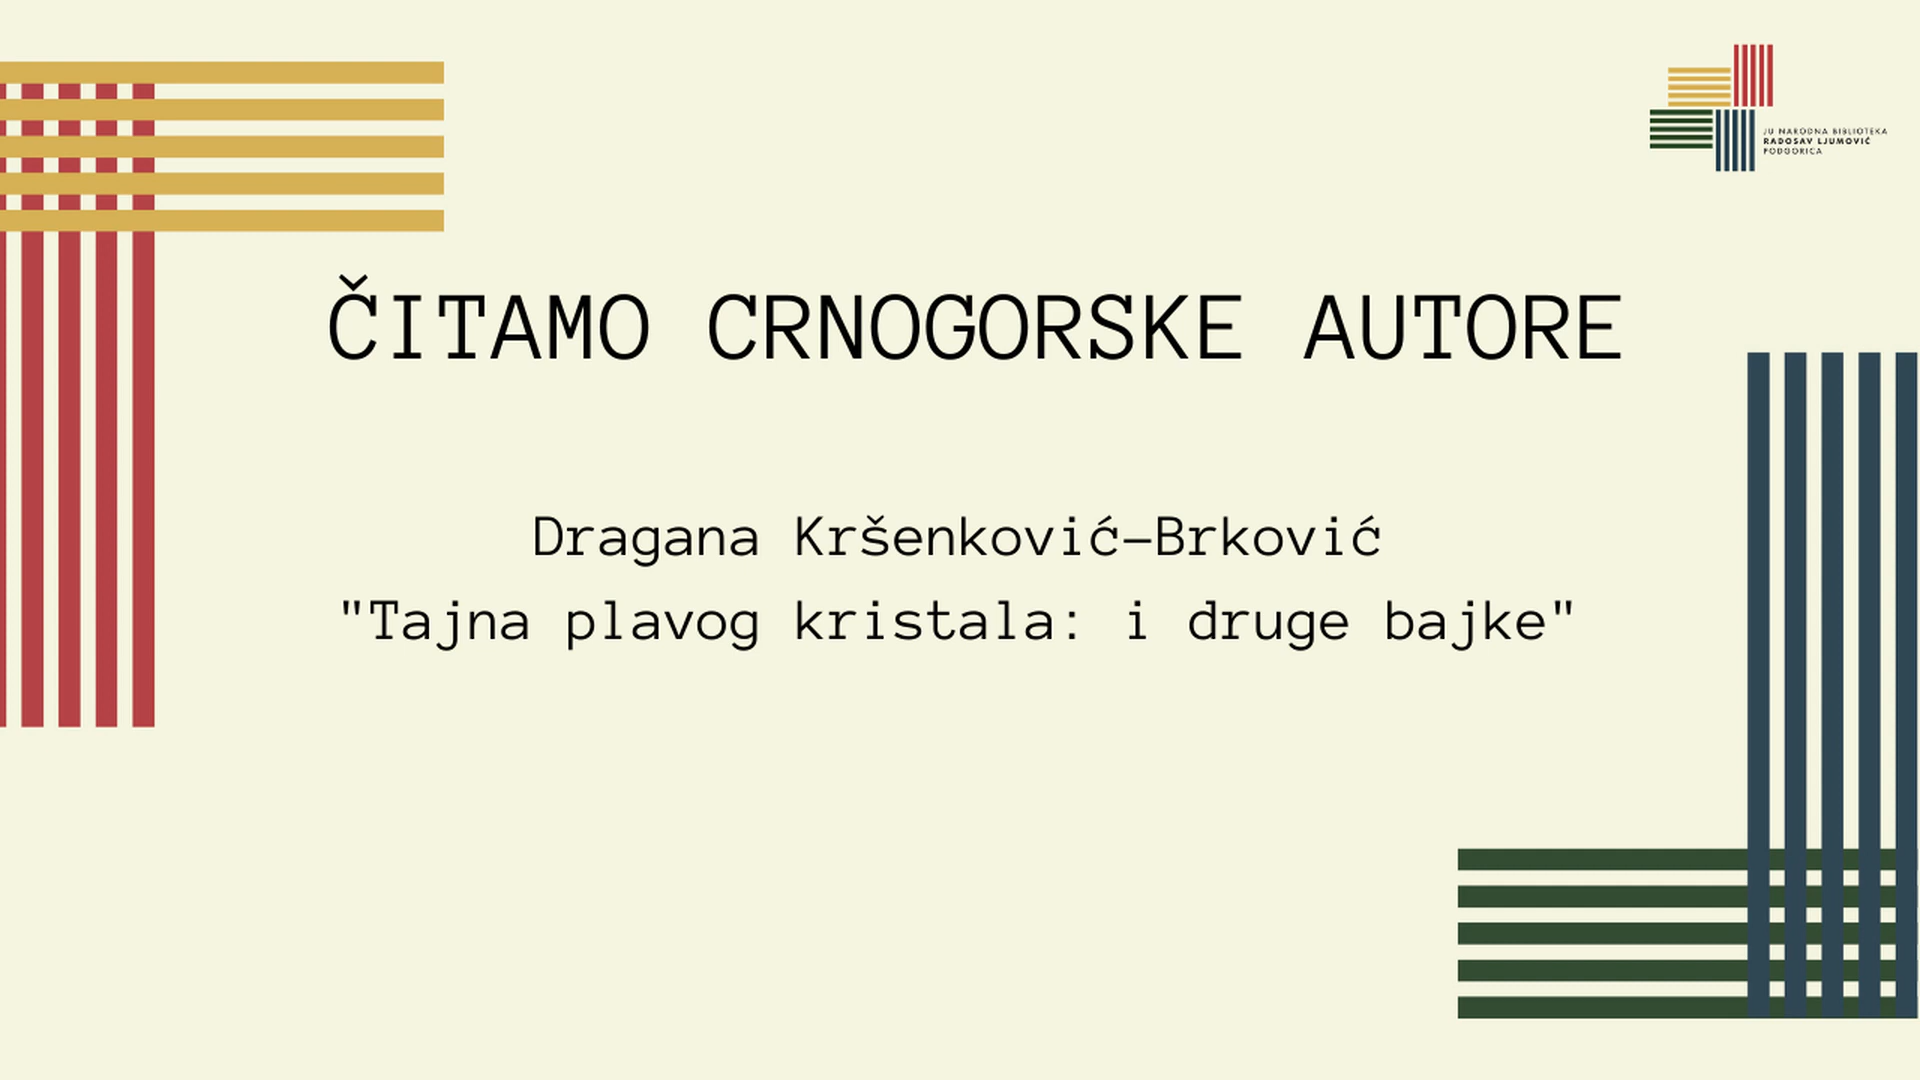 JU NARODNA BIBLIOTEKA
RADOSAV LJUMOVIĆ
PODGORICA
ČITAMO CRNOGORSKE AUTORE
Dragana Kršenković-Brković
"Tajna plavog kristala: i druge bajke"